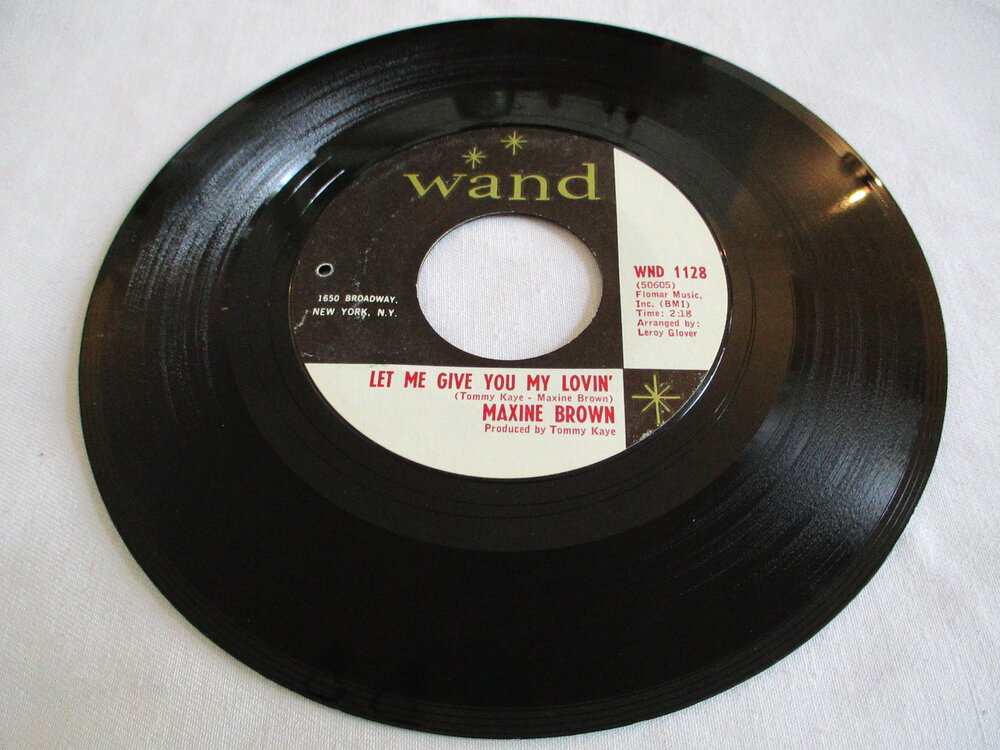 wand
1650 BROADWAY,
NEW YORK, N.Y.
WND 1128
(50605)
Flomar Music,
Inc. (BMI)
Time: 2:18
Arranged by:
Leroy Glover
LET ME GIVE YOU MY LOVIN'
(Tommy Kaye - Maxine Brown)
MAXINE BROWN
Produced by Tommy Kaye